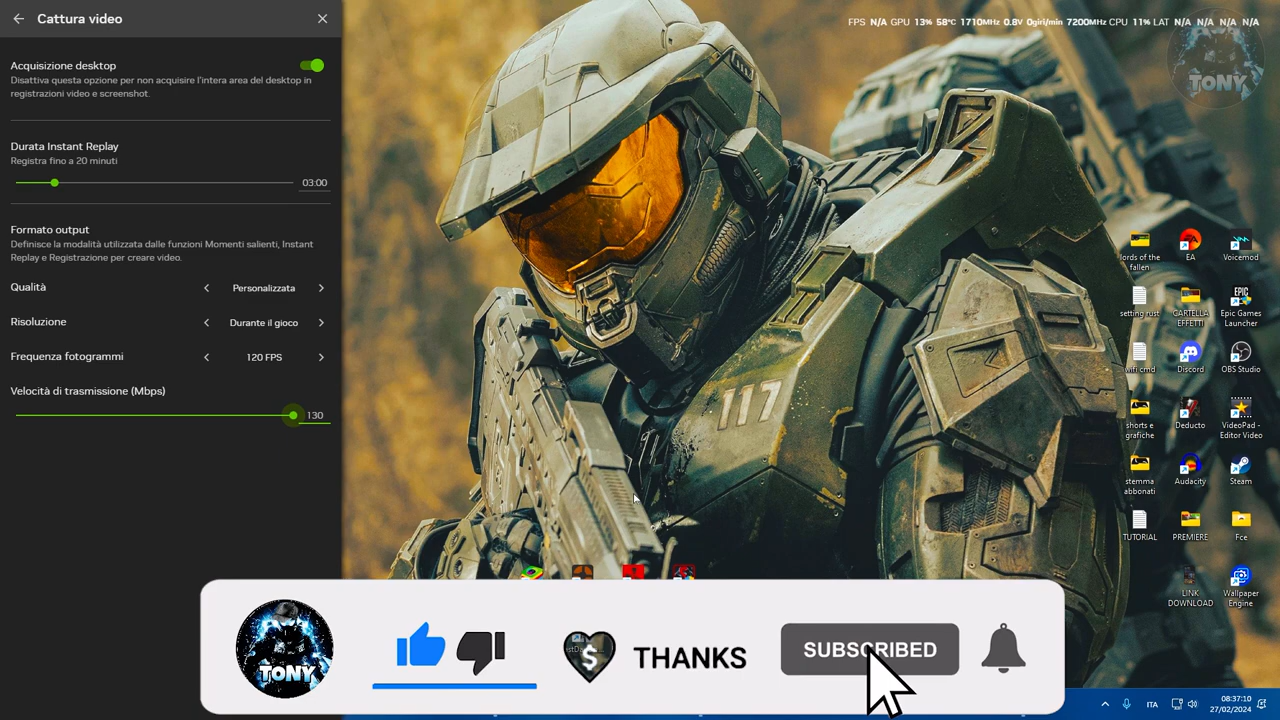 Cattura video
FPS N/A GPU 13% 58°C 1710MHz 0.8V 0giri/min 7200MHz CPU 11% LAT N/A N/A N/A N/A
TONY
Acquisizione desktop
Disattiva questa opzione per non acquisire l'intera area del desktop in
registrazioni video e screenshot.
Durata Instant Replay
Registra fino a 20 minuti
03:00
Formato output
Definisce la modalità utilizzata dalle funzioni Momenti salienti, Instant
Replay e Registrazione per creare video.
Qualità
Personalizzata
Risoluzione
Durante il gioco
Frequenza fotogrammi
120 FPS
Velocità di trasmissione (Mbps)
130
117
lords of the
fallen
EA
Voicemod
setting rust
CARTELLA
EFFETTI
EPIC
GAMES
Epic Games
Launcher
wifi cmd
Discord
OBS Studio
shorts e
grafiche
Deducto
VideoPad -
Editor Video
stemma
abbonati
Audacity
Steam
TUTORIAL
PREMIERE
Fce
LINK
DOWNLOAD
Wallpaper
Engine
TONY
$
THANKS
SUBSCRIBED
ITA
08:37:10
27/02/2024